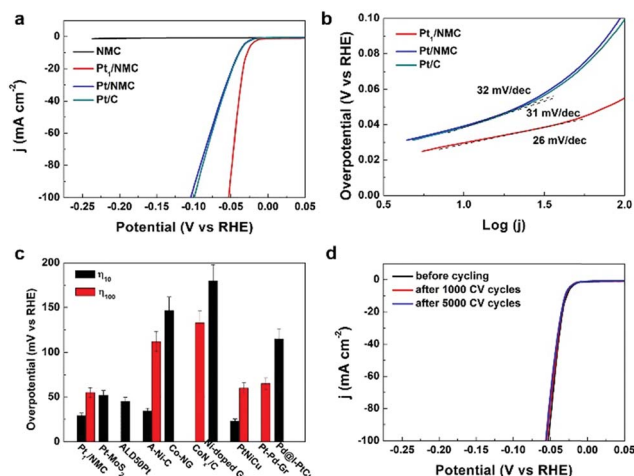 a
NMC
Pt₁/NMC
Pt/NMC
Pt/C
0
-20
-40
-60
-80
-100
j (mA cm⁻²)
-0.25 -0.20 -0.15 -0.10 -0.05 0.00 0.05
Potential (V vs RHE)
b
Pt₁/NMC
Pt/NMC
Pt/C
32 mV/dec
31 mV/dec
26 mV/dec
0.10
0.08
0.06
0.04
0.02
0.00
Overpotential (V vs RHE)
0.5 1.0 1.5 2.0
Log (j)
c
η₁₀
η₁₀₀
200
150
100
50
0
Overpotential (mV vs RHE)
Pt₁/NMC
Pt-MoS₂
ALD50Pt
A-Ni-C
Co-NG
CoNₓ/C
Ni-doped G
PtNiCu
Pt-Pd-Gr
d
before cycling
after 1000 CV cycles
after 5000 CV cycles
0
-20
-40
-60
-80
-100
j (mA cm⁻²)
-0.25 -0.20 -0.15 -0.10 -0.05 0.00 0.05
Potential (V vs RHE)